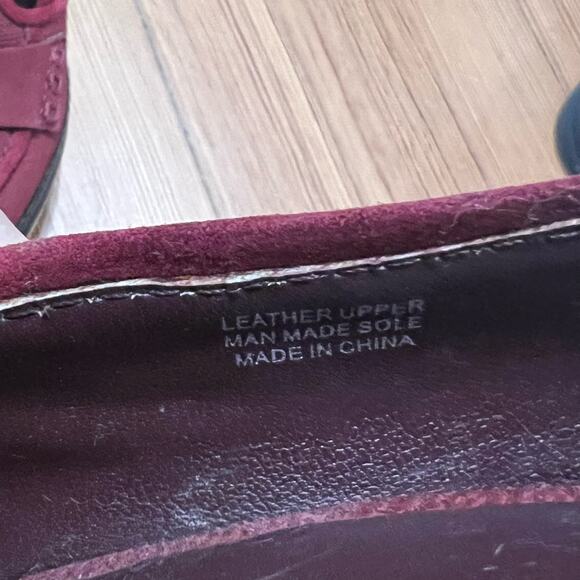 LEATHER UPPER
MAN MADE SOLE
MADE IN CHINA